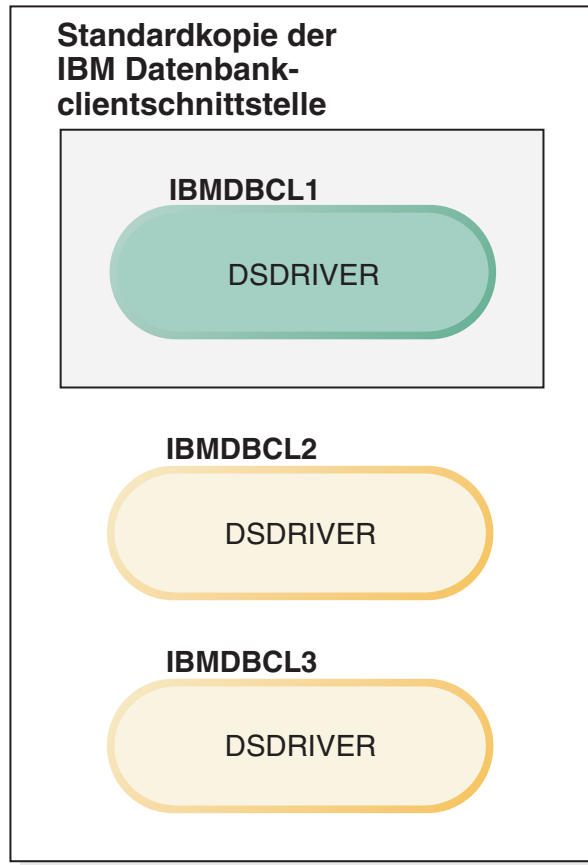 Standardkopie der
IBM Datenbank-
clientschnittstelle
IBMDBCL1
DSDRIVER
IBMDBCL2
DSDRIVER
IBMDBCL3
DSDRIVER